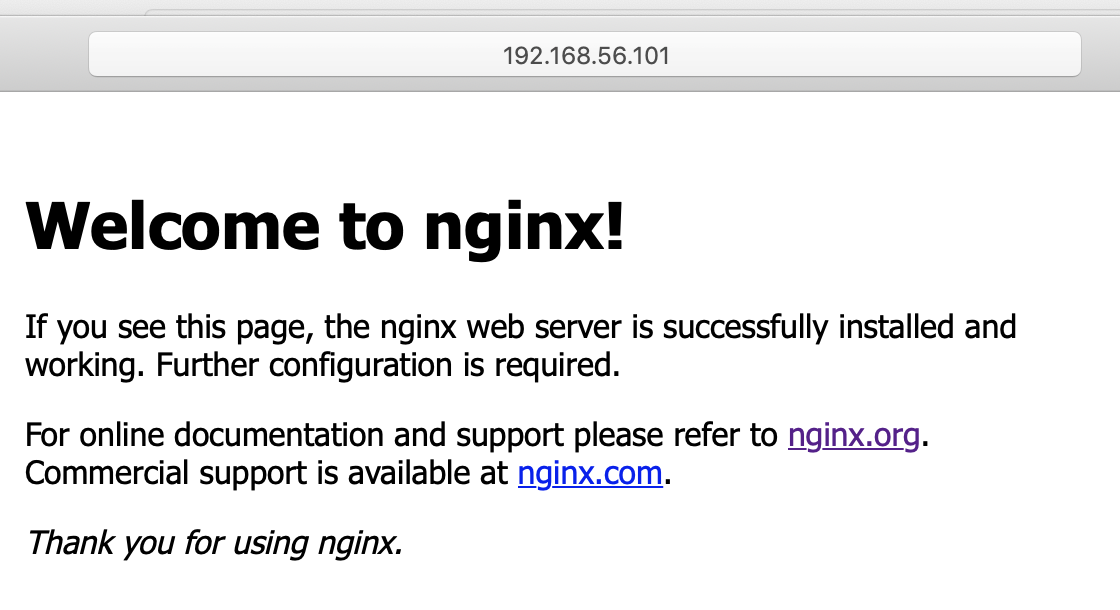 192.168.56.101
Welcome to nginx!
If you see this page, the nginx web server is successfully installed and
working. Further configuration is required.
For online documentation and support please refer to nginx.org.
Commercial support is available at nginx.com.
Thank you for using nginx.